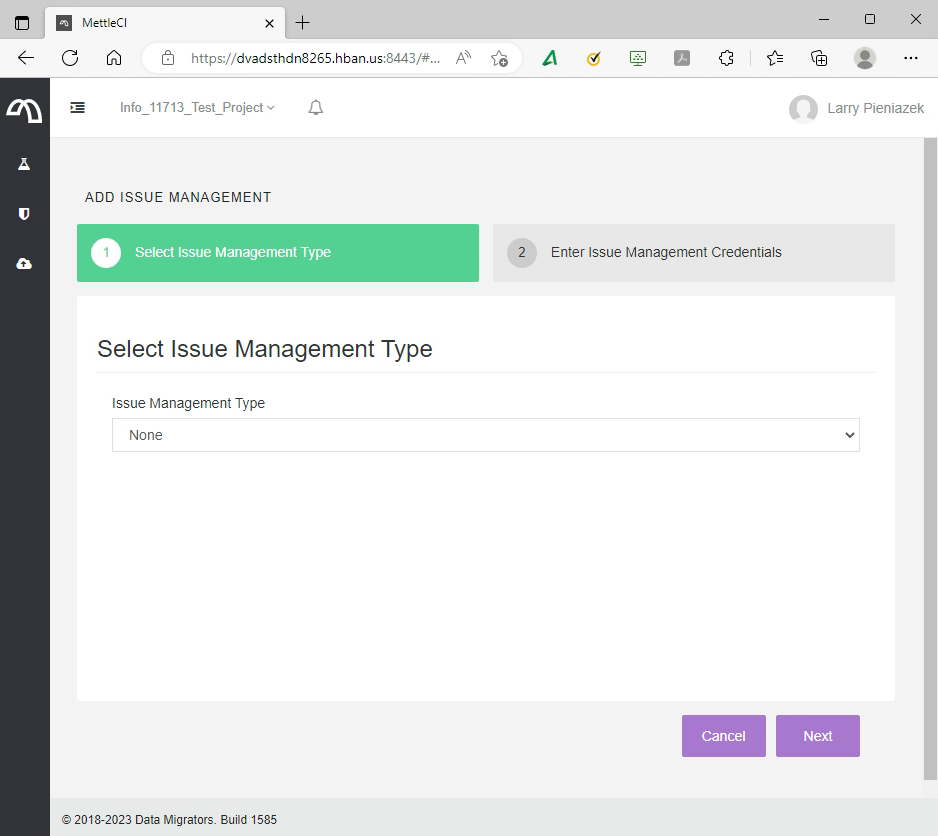 MettleCI
https://dvadsthdn8265.hban.us:8443/#...
Info_11713_Test_Project
Larry Pieniazek
ADD ISSUE MANAGEMENT
1 Select Issue Management Type
2 Enter Issue Management Credentials
Select Issue Management Type
Issue Management Type
None
Cancel Next
© 2018-2023 Data Migrators. Build 1585